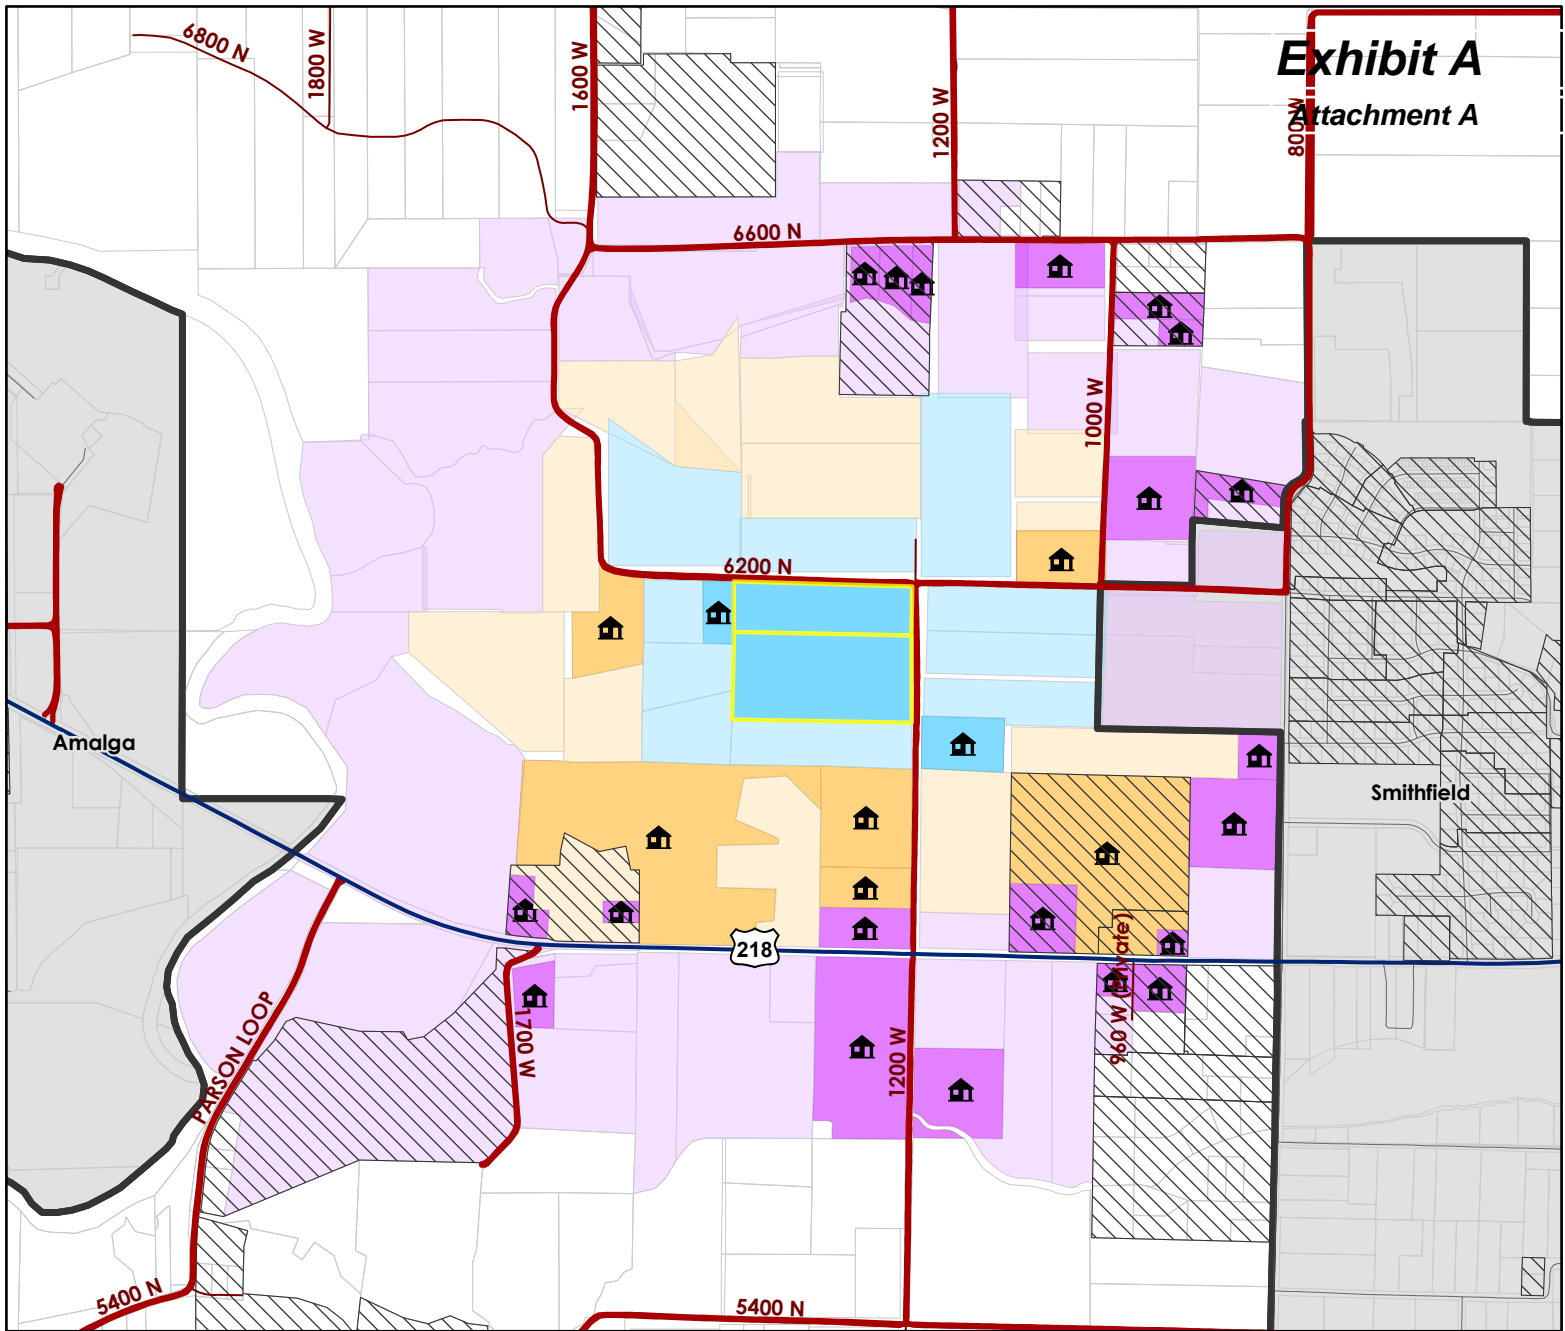 Exhibit A
Attachment A
6800 N
1800 W
1600 W
1200 W
800 W
6600 N
1000 W
6200 N
Amalga
Smithfield
218
960 W (Private)
PARSON LOOP
1700 W
1200 W
5400 N
5400 N